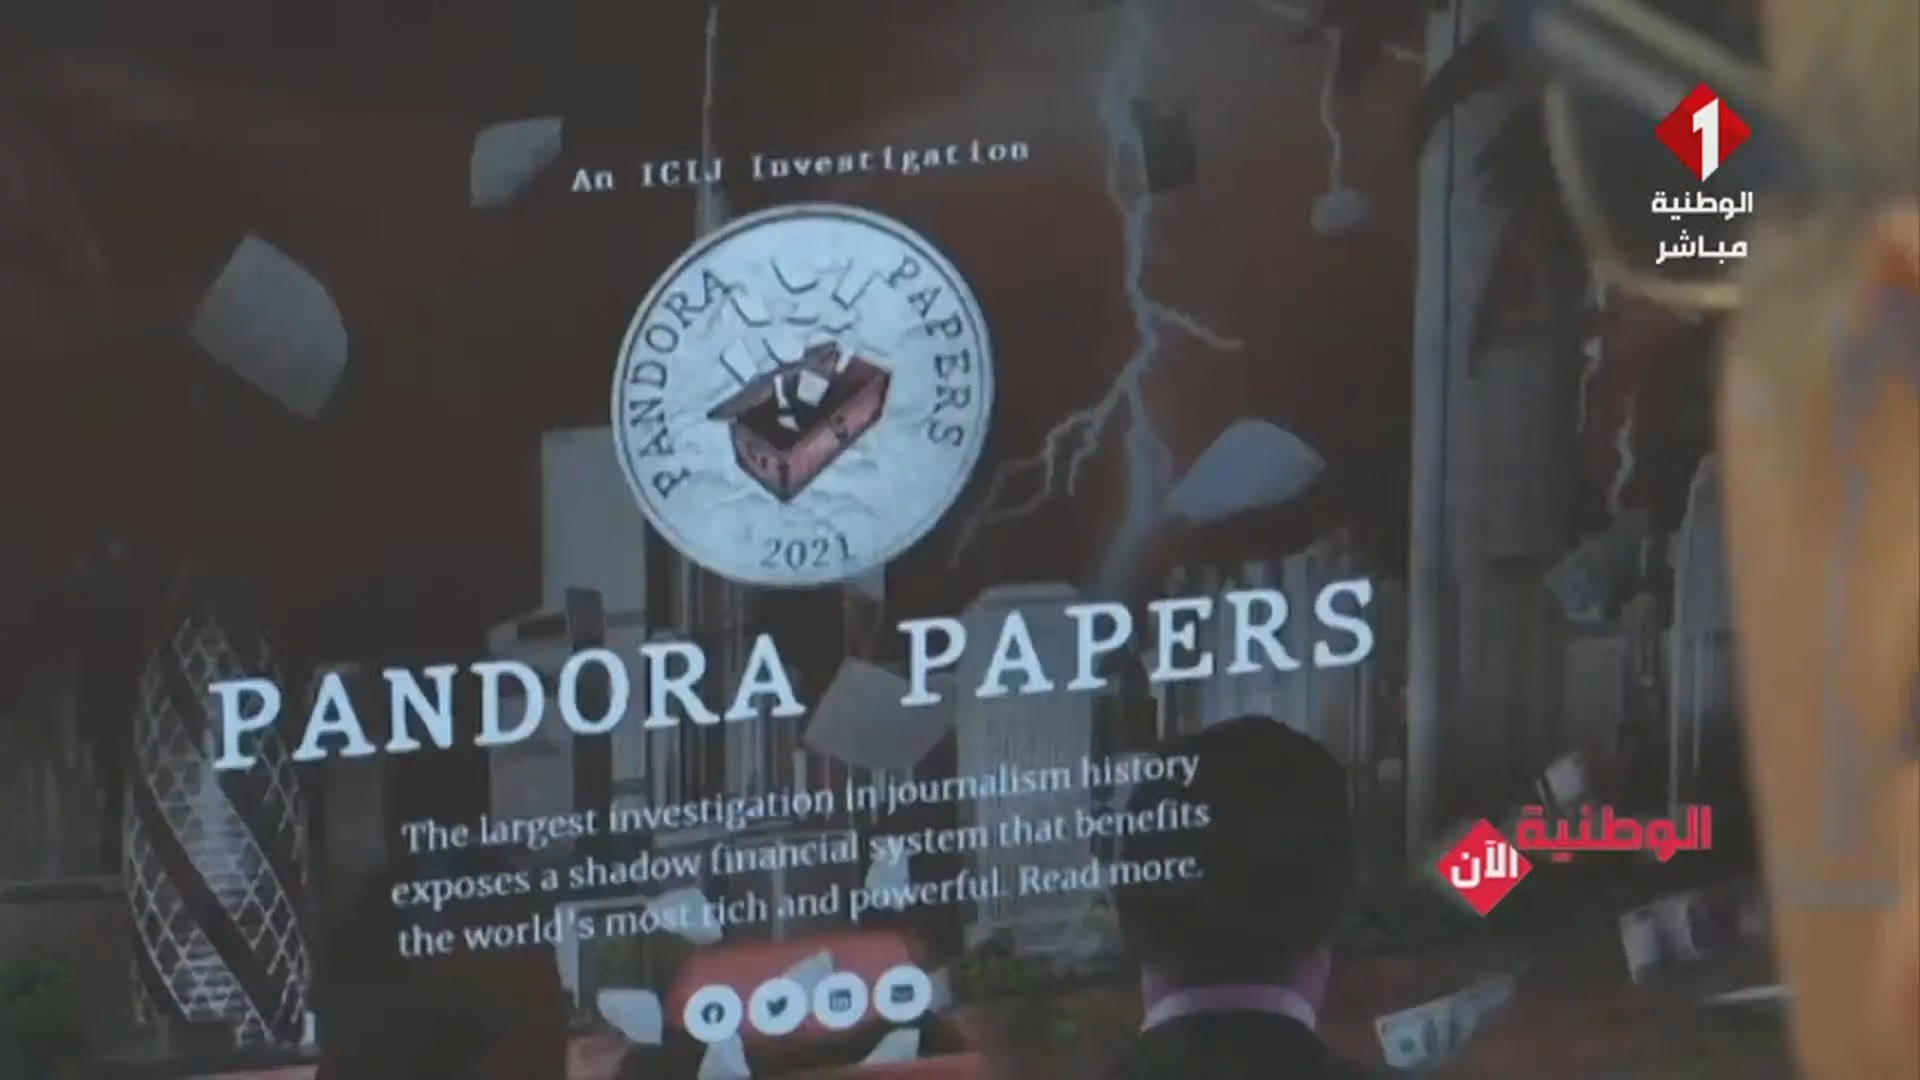 An ICIJ Investigation
PANDORA PAPERS
2021
PANDORA PAPERS
The largest investigation in journalism history
exposes a shadow financial system that benefits
the world's most rich and powerful. Read more.
1
الوطنية
مباشر
الوطنية
الآن